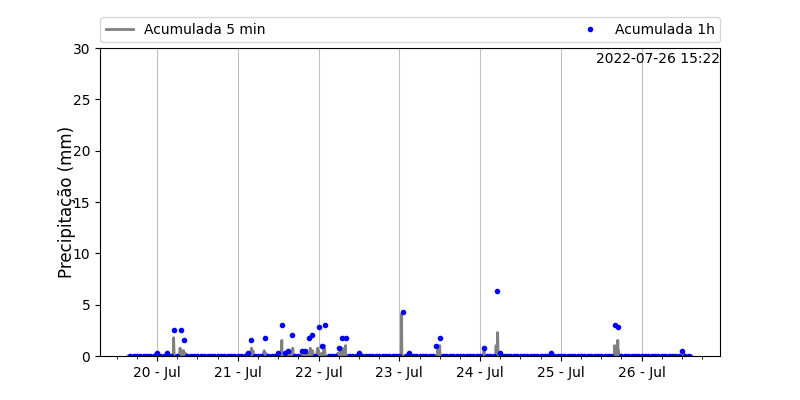 Acumulada 5 min
Acumulada 1h
2022-07-26 15:22
Precipitação (mm)
30
25
20
15
10
5
0
20 - Jul
21 - Jul
22 - Jul
23 - Jul
24 - Jul
25 - Jul
26 - Jul